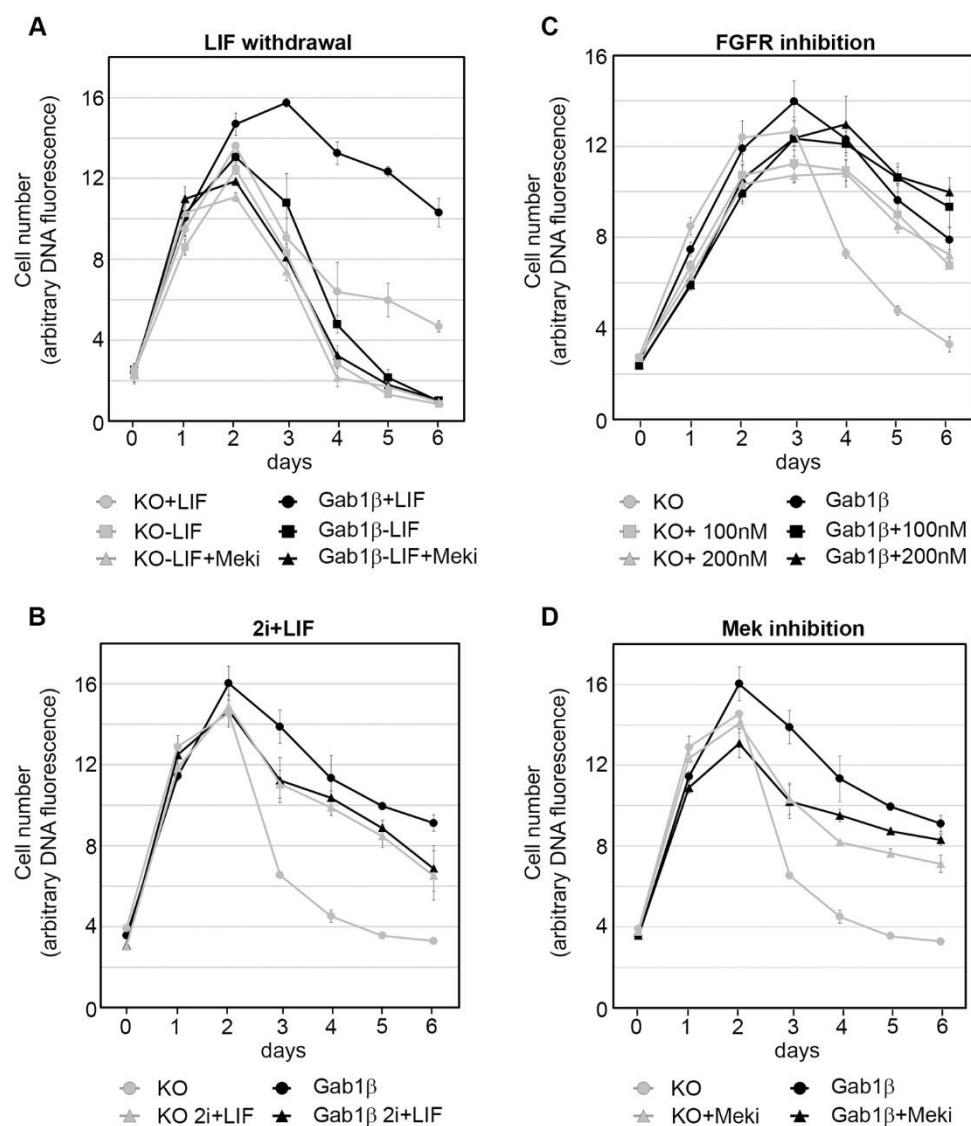 A
LIF withdrawal
Cell number
(arbitrary DNA fluorescence)
16
12
8
4
0
0 1 2 3 4 5 6
days
KO+LIF Gab1β+LIF
KO-LIF Gab1β-LIF
KO-LIF+Meki Gab1β-LIF+Meki
C
FGFR inhibition
Cell number
(arbitrary DNA fluorescence)
16
12
8
4
0
0 1 2 3 4 5 6
days
KO Gab1β
KO+ 100nM Gab1β+100nM
KO+ 200nM Gab1β+200nM
B
2i+LIF
Cell number
(arbitrary DNA fluorescence)
16
12
8
4
0
0 1 2 3 4 5 6
days
KO Gab1β
KO 2i+LIF Gab1β 2i+LIF
D
Mek inhibition
Cell number
(arbitrary DNA fluorescence)
16
12
8
4
0
0 1 2 3 4 5 6
days
KO Gab1β
KO+Meki Gab1β+Meki